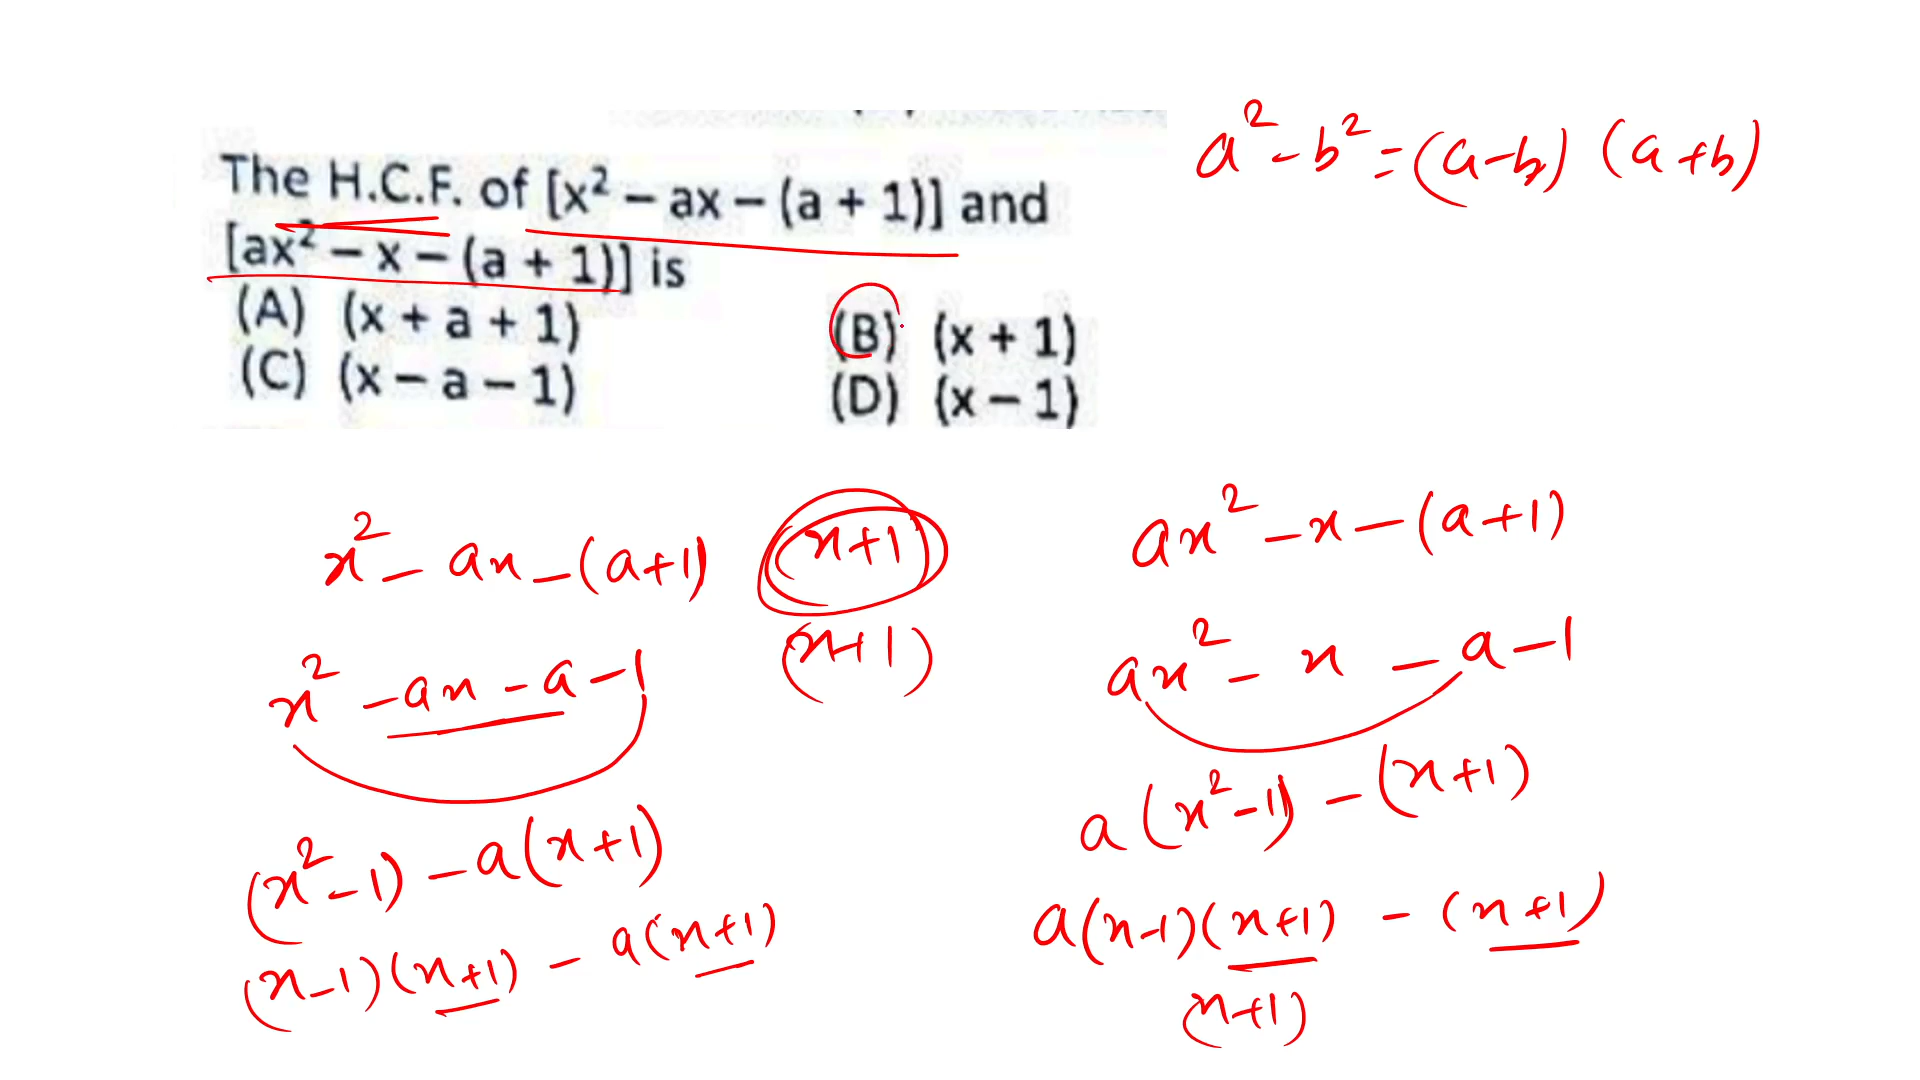 The H.C.F. of [x² – ax – (a + 1)] and
[ax² – x – (a + 1)] is
(A) (x + a + 1)
(B) (x + 1)
(C) (x – a – 1)
(D) (x – 1)
a² - b² = (a-b) (a+b)
x² - ax - (a+1)
(x+1)
(x+1)
x² - ax - a - 1
(x² - 1) - a(x+1)
(x-1)(x+1) - a(x+1)
ax² - x - (a+1)
ax² - x - a - 1
a(x² - 1) - (x+1)
a(x-1)(x+1) - (x+1)
(x+1)